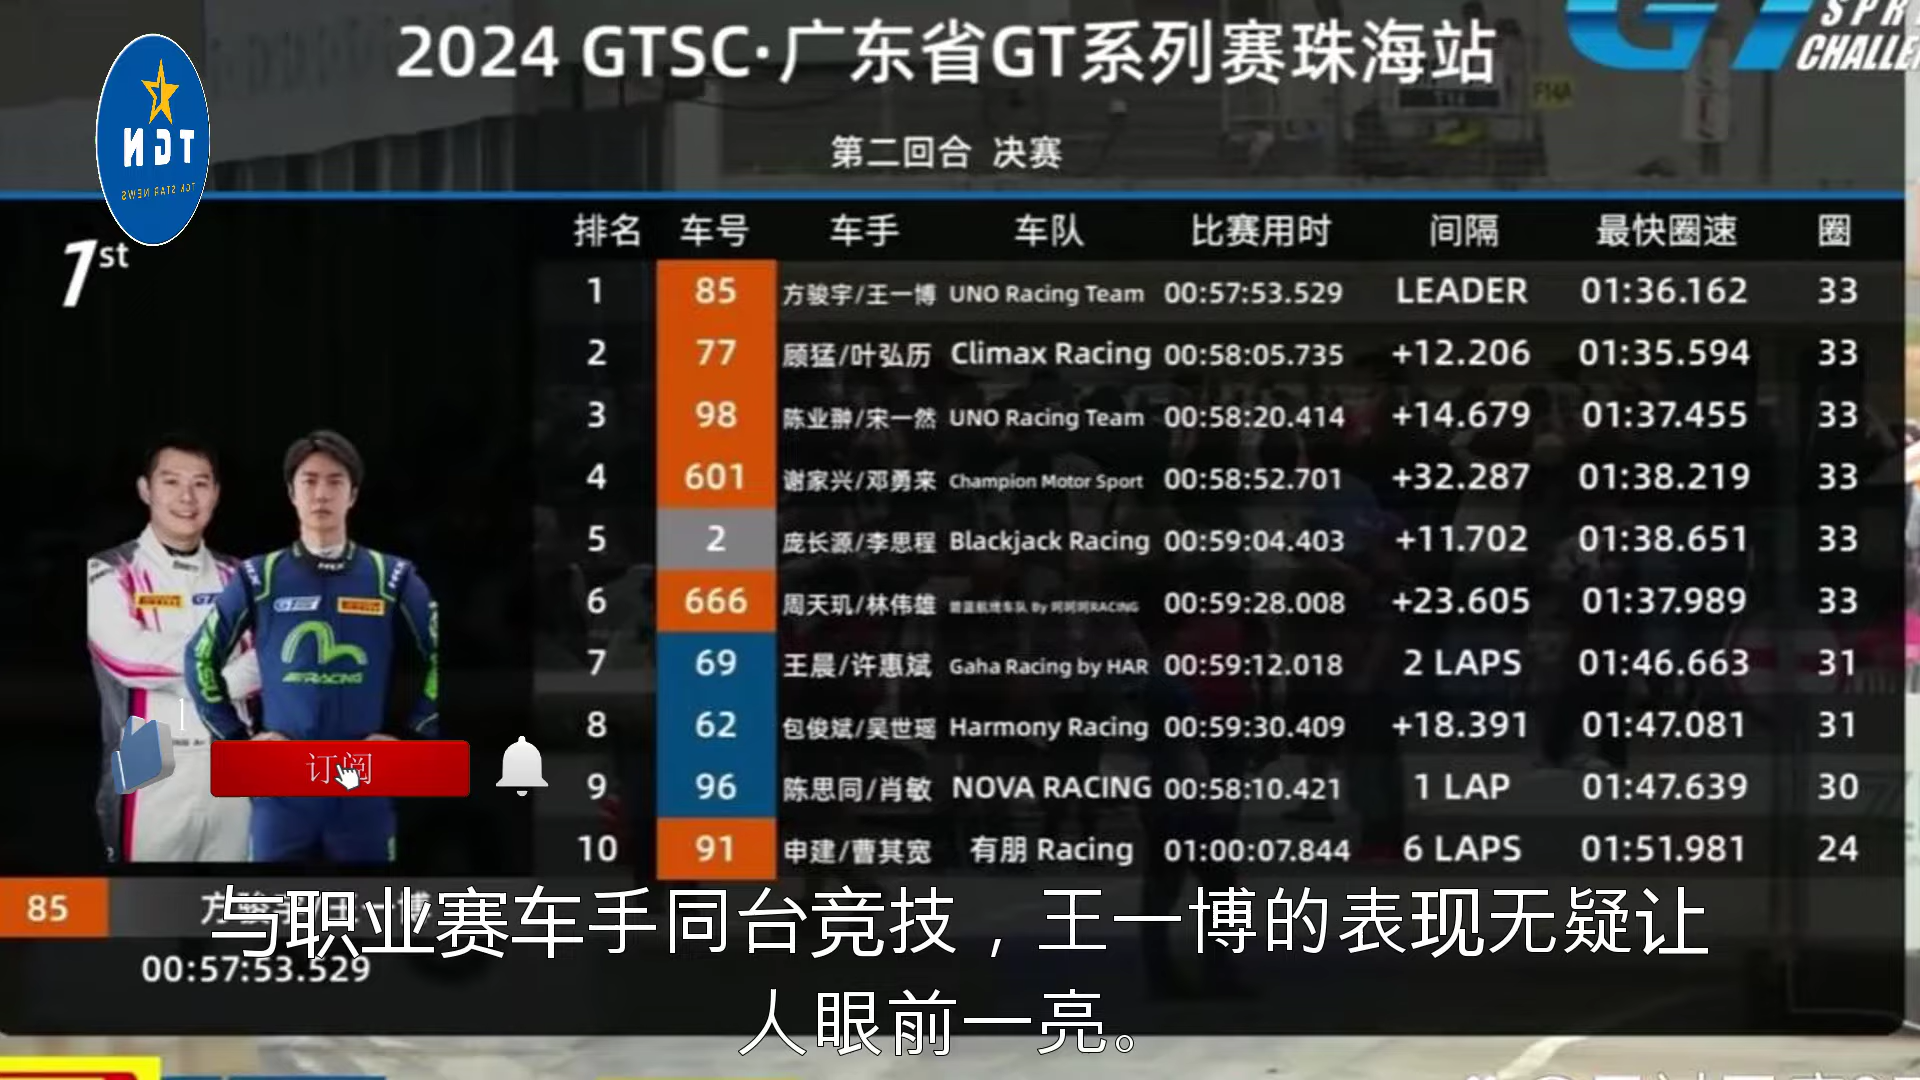 2024 GTSC·广东省GT系列赛珠海站
SPR
CHALLE
第二回合 决赛
TGN
TGN STAR NEWS
1st
排名 车号 车手 车队 比赛用时 间隔 最快圈速 圈
1 85 方骏宇/王一博 UNO Racing Team 00:57:53.529 LEADER 01:36.162 33
2 77 顾猛/叶弘历 Climax Racing 00:58:05.735 +12.206 01:35.594 33
3 98 陈业翀/宋一然 UNO Racing Team 00:58:20.414 +14.679 01:37.455 33
4 601 谢家兴/邓勇来 Champion Motor Sport 00:58:52.701 +32.287 01:38.219 33
5 2 庞长源/李思程 Blackjack Racing 00:59:04.403 +11.702 01:38.651 33
6 666 周天玑/林伟雄 By RACING 00:59:28.008 +23.605 01:37.989 33
7 69 王晨/许惠斌 Gaha Racing by HAR 00:59:12.018 2 LAPS 01:46.663 31
8 62 包俊斌/吴世瑶 Harmony Racing 00:59:30.409 +18.391 01:47.081 31
9 96 陈思同/肖敏 NOVA RACING 00:58:10.421 1 LAP 01:47.639 30
10 91 申建/曹其宽 有朋 Racing 01:00:07.844 6 LAPS 01:51.981 24
订阅
85
00:57:53.529
与职业赛车手同台竞技，王一博的表现无疑让
人眼前一亮。